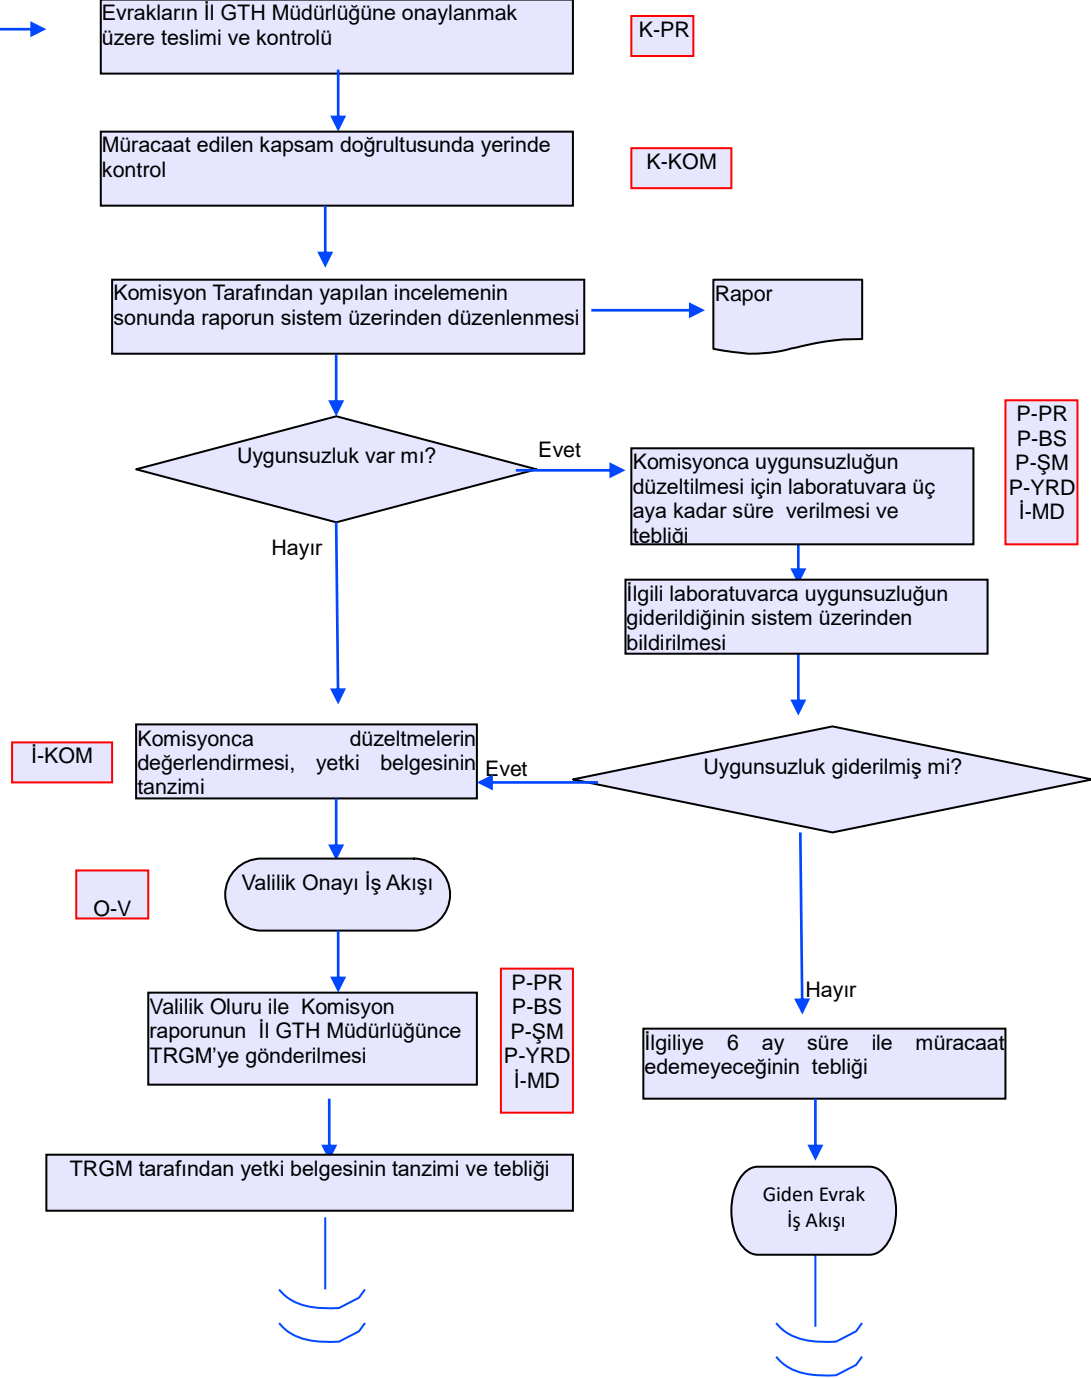 Evrakların İl GTH Müdürlüğüne onaylanmak
üzere teslimi ve kontrolü
K-PR
Müracaat edilen kapsam doğrultusunda yerinde
kontrol
K-KOM
Komisyon Tarafından yapılan incelemenin
sonunda raporun sistem üzerinden düzenlenmesi
Rapor
Uygunsuzluk var mı?
Evet
Hayır
Komisyonca uygunsuzluğun
düzeltilmesi için laboratuvara üç
aya kadar süre verilmesi ve
tebliği
P-PR
P-BS
P-ŞM
P-YRD
İ-MD
İlgili laboratuvarca uygunsuzluğun
giderildiğinin sistem üzerinden
bildirilmesi
İ-KOM
Komisyonca düzeltmelerin
değerlendirmesi, yetki belgesinin
tanzimi
Evet
Uygunsuzluk giderilmiş mi?
Valilik Onayı İş Akışı
O-V
Hayır
Valilik Oluru ile Komisyon
raporunun İl GTH Müdürlüğünce
TRGM’ye gönderilmesi
P-PR
P-BS
P-ŞM
P-YRD
İ-MD
İlgiliye 6 ay süre ile müracaat
edemeyeceğinin tebliği
TRGM tarafından yetki belgesinin tanzimi ve tebliği
Giden Evrak
İş Akışı